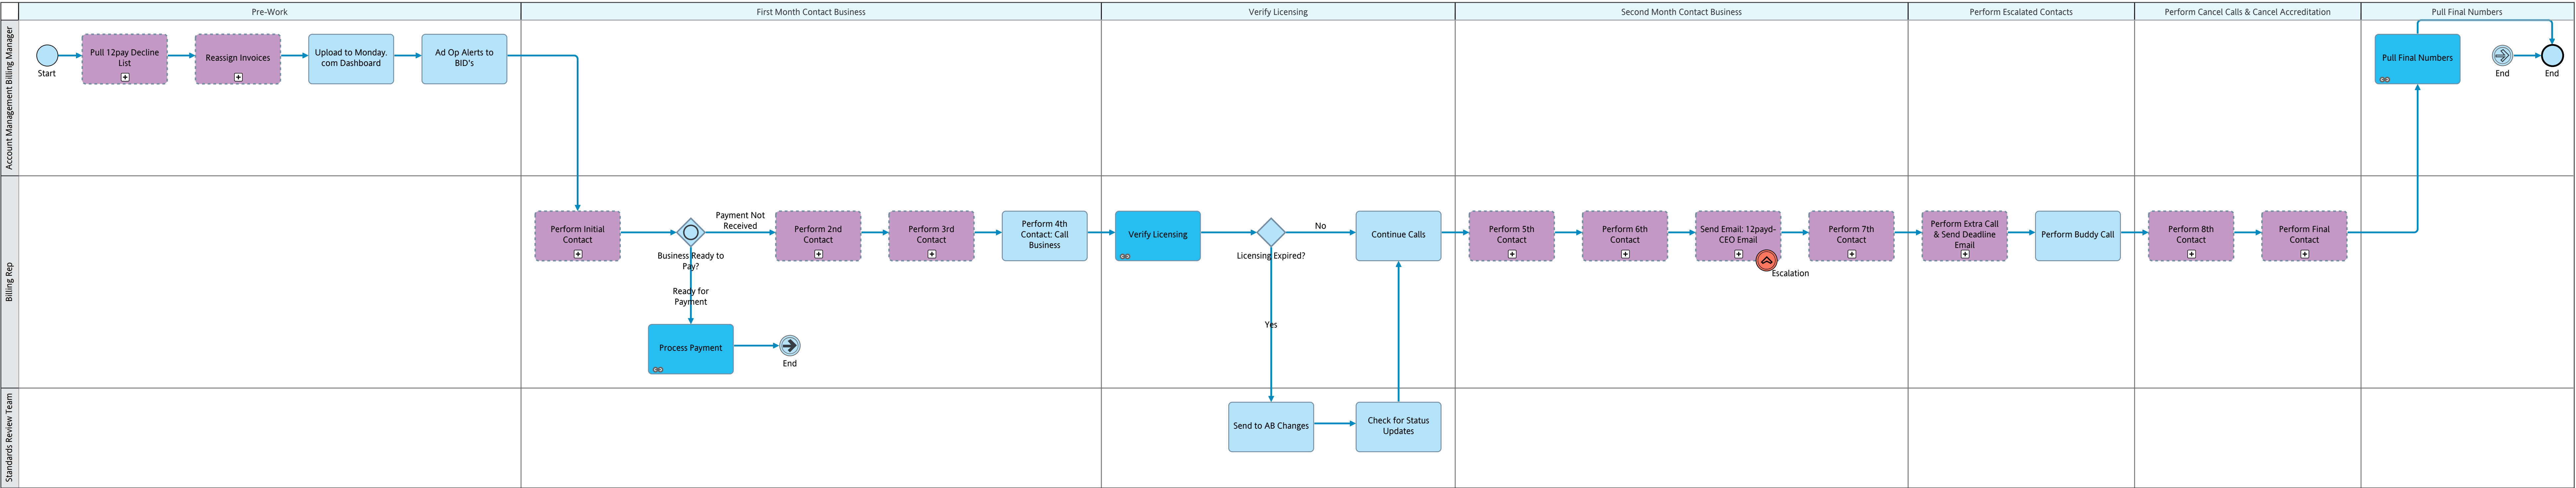 Pre-Work
First Month Contact Business
Verify Licensing
Second Month Contact Business
Perform Escalated Contacts
Perform Cancel Calls & Cancel Accreditation
Pull Final Numbers
Account Management Billing Manager
Start
Pull 12pay Decline
List
Reassign Invoices
Upload to Monday.
com Dashboard
Ad Op Alerts to
BID's
Pull Final Numbers
End
End
Billing Rep
Perform Initial
Contact
Business Ready to
Pay?
Payment Not
Received
Ready for
Payment
Process Payment
End
Perform 2nd
Contact
Perform 3rd
Contact
Perform 4th
Contact: Call
Business
Verify Licensing
Licensing Expired?
No
Yes
Continue Calls
Perform 5th
Contact
Perform 6th
Contact
Send Email: 12payd-
CEO Email
Escalation
Perform 7th
Contact
Perform Extra Call
& Send Deadline
Email
Perform Buddy Call
Perform 8th
Contact
Perform Final
Contact
Standards Review Team
Send to AB Changes
Check for Status
Updates